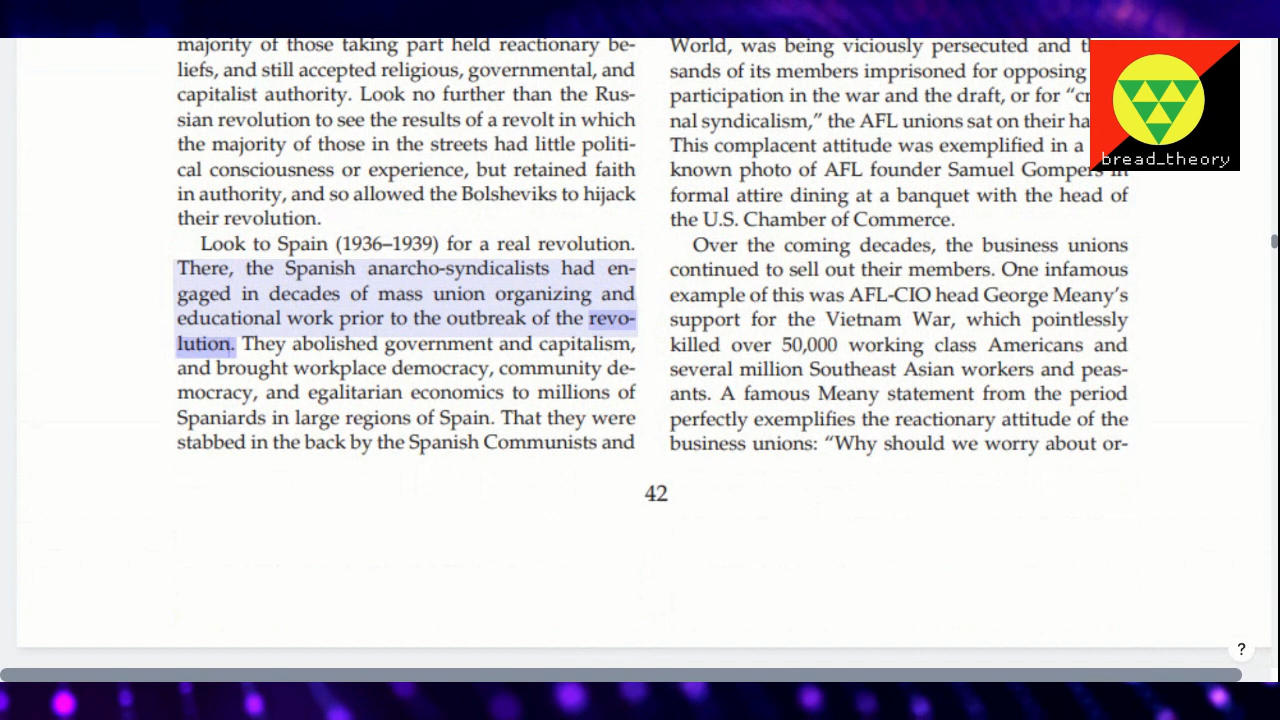 majority of those taking part held reactionary be-
liefs, and still accepted religious, governmental, and
capitalist authority. Look no further than the Rus-
sian revolution to see the results of a revolt in which
the majority of those in the streets had little politi-
cal consciousness or experience, but retained faith
in authority, and so allowed the Bolsheviks to hijack
their revolution.
Look to Spain (1936–1939) for a real revolution.
There, the Spanish anarcho-syndicalists had en-
gaged in decades of mass union organizing and
educational work prior to the outbreak of the revo-
lution. They abolished government and capitalism,
and brought workplace democracy, community de-
mocracy, and egalitarian economics to millions of
Spaniards in large regions of Spain. That they were
stabbed in the back by the Spanish Communists and
World, was being viciously persecuted and
sands of its members imprisoned for opposing
participation in the war and the draft, or for
nal syndicalism,” the AFL unions sat on their
This complacent attitude was exemplified in a
known photo of AFL founder Samuel Gompers in
formal attire dining at a banquet with the head of
the U.S. Chamber of Commerce.
Over the coming decades, the business unions
continued to sell out their members. One infamous
example of this was AFL-CIO head George Meany’s
support for the Vietnam War, which pointlessly
killed over 50,000 working class Americans and
several million Southeast Asian workers and peas-
ants. A famous Meany statement from the period
perfectly exemplifies the reactionary attitude of the
business unions: “Why should we worry about or-
42
bread_theory
?